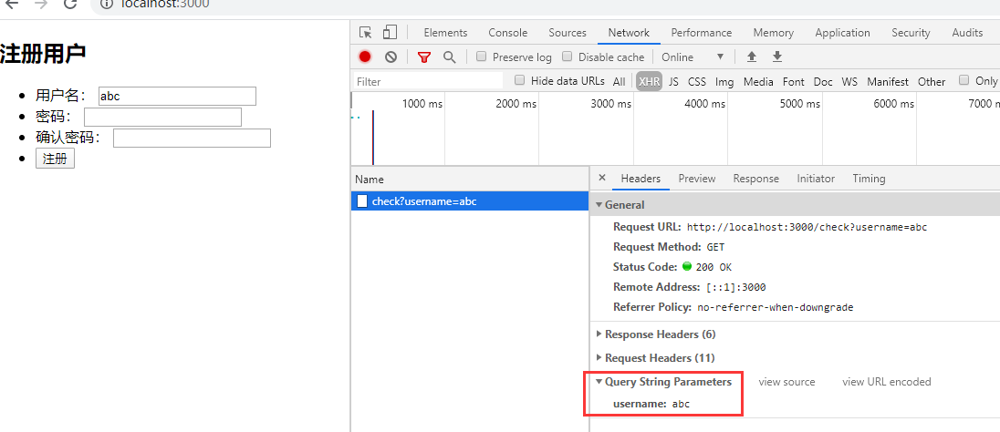 localhost:3000
注册用户
用户名： abc
密码：
确认密码：
注册
Elements Console Sources Network Performance Memory Application Security Audits
Preserve log Disable cache Online
Filter Hide data URLs All XHR JS CSS Img Media Font Doc WS Manifest Other Only
1000 ms 2000 ms 3000 ms 4000 ms 5000 ms 6000 ms 7000 m
Name
check?username=abc
Headers Preview Response Initiator Timing
General
Request URL: http://localhost:3000/check?username=abc
Request Method: GET
Status Code: 200 OK
Remote Address: [::1]:3000
Referrer Policy: no-referrer-when-downgrade
Response Headers (6)
Request Headers (11)
Query String Parameters view source view URL encoded
username: abc